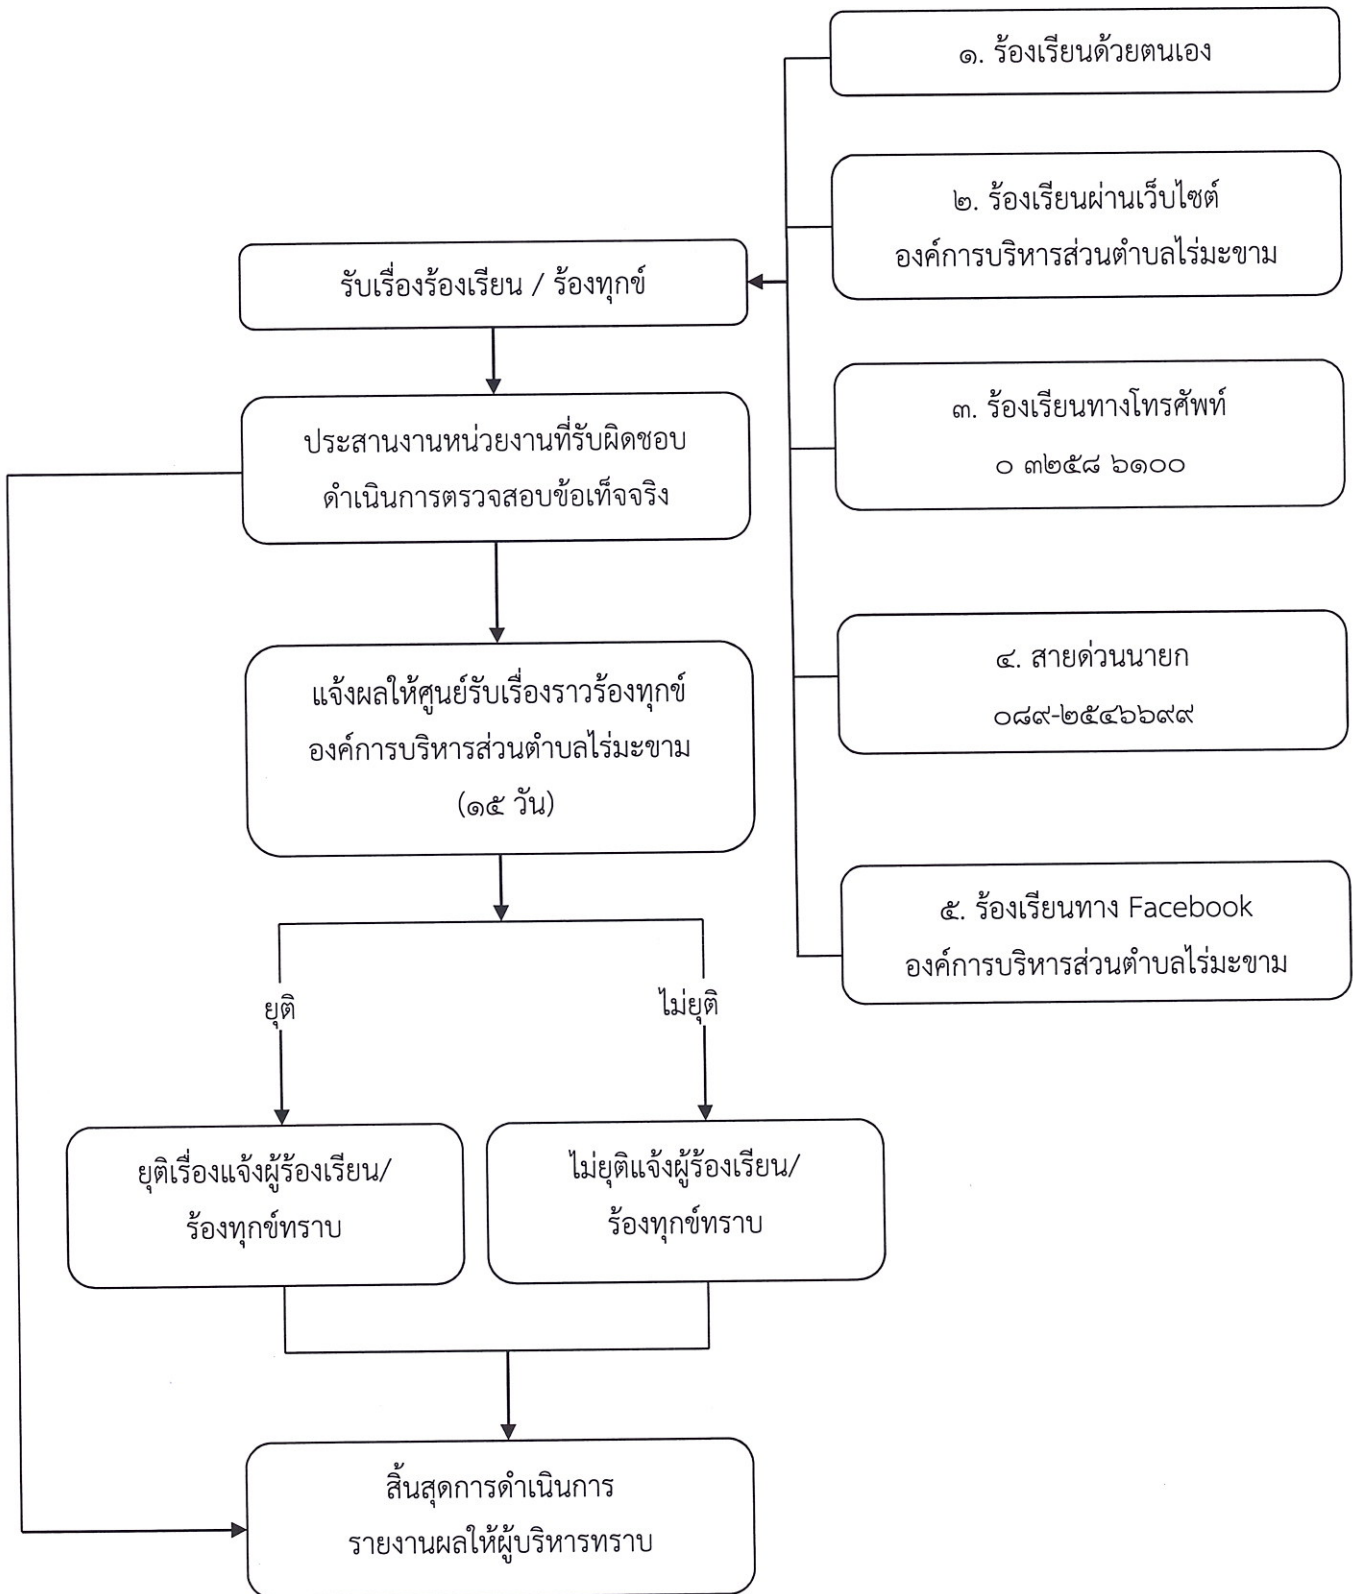 ๑. ร้องเรียนด้วยตนเอง
๒. ร้องเรียนผ่านเว็บไซต์
องค์การบริหารส่วนตำบลไร่มะขาม
รับเรื่องร้องเรียน / ร้องทุกข์
๓. ร้องเรียนทางโทรศัพท์
๐ ๓๒๕๘ ๖๑๐๐
ประสานงานหน่วยงานที่รับผิดชอบ
ดำเนินการตรวจสอบข้อเท็จจริง
๔. สายด่วนนายก
๐๘๙-๒๕๔๖๖๙๙
แจ้งผลให้ศูนย์รับเรื่องราวร้องทุกข์
องค์การบริหารส่วนตำบลไร่มะขาม
(๑๕ วัน)
๕. ร้องเรียนทาง Facebook
องค์การบริหารส่วนตำบลไร่มะขาม
ยุติ
ไม่ยุติ
ยุติเรื่องแจ้งผู้ร้องเรียน/
ร้องทุกข์ทราบ
ไม่ยุติแจ้งผู้ร้องเรียน/
ร้องทุกข์ทราบ
สิ้นสุดการดำเนินการ
รายงานผลให้ผู้บริหารทราบ